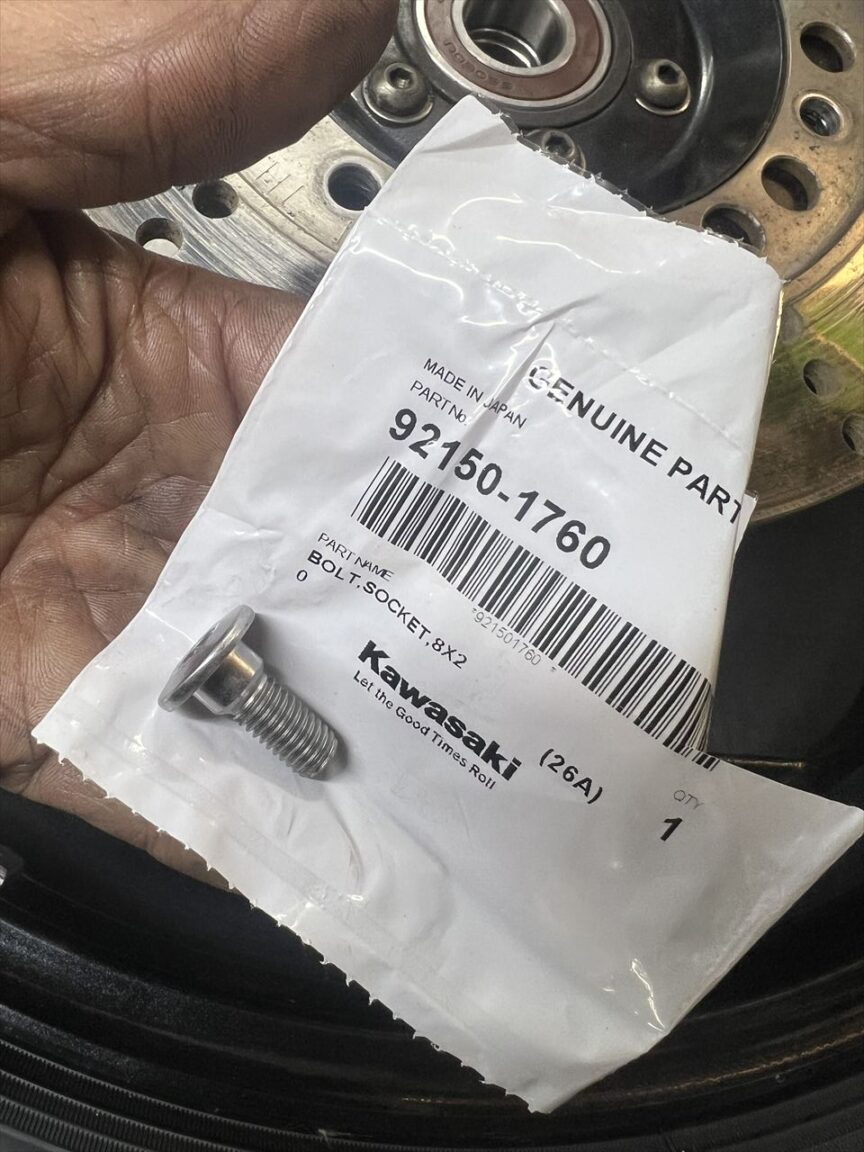 GENUINE PART
MADE IN JAPAN
PART No.
92150-1760
*921501760 *
PART NAME
BOLT,SOCKET,8X2
0
Kawasaki
Let the Good Times Roll
(26A)
QTY
1